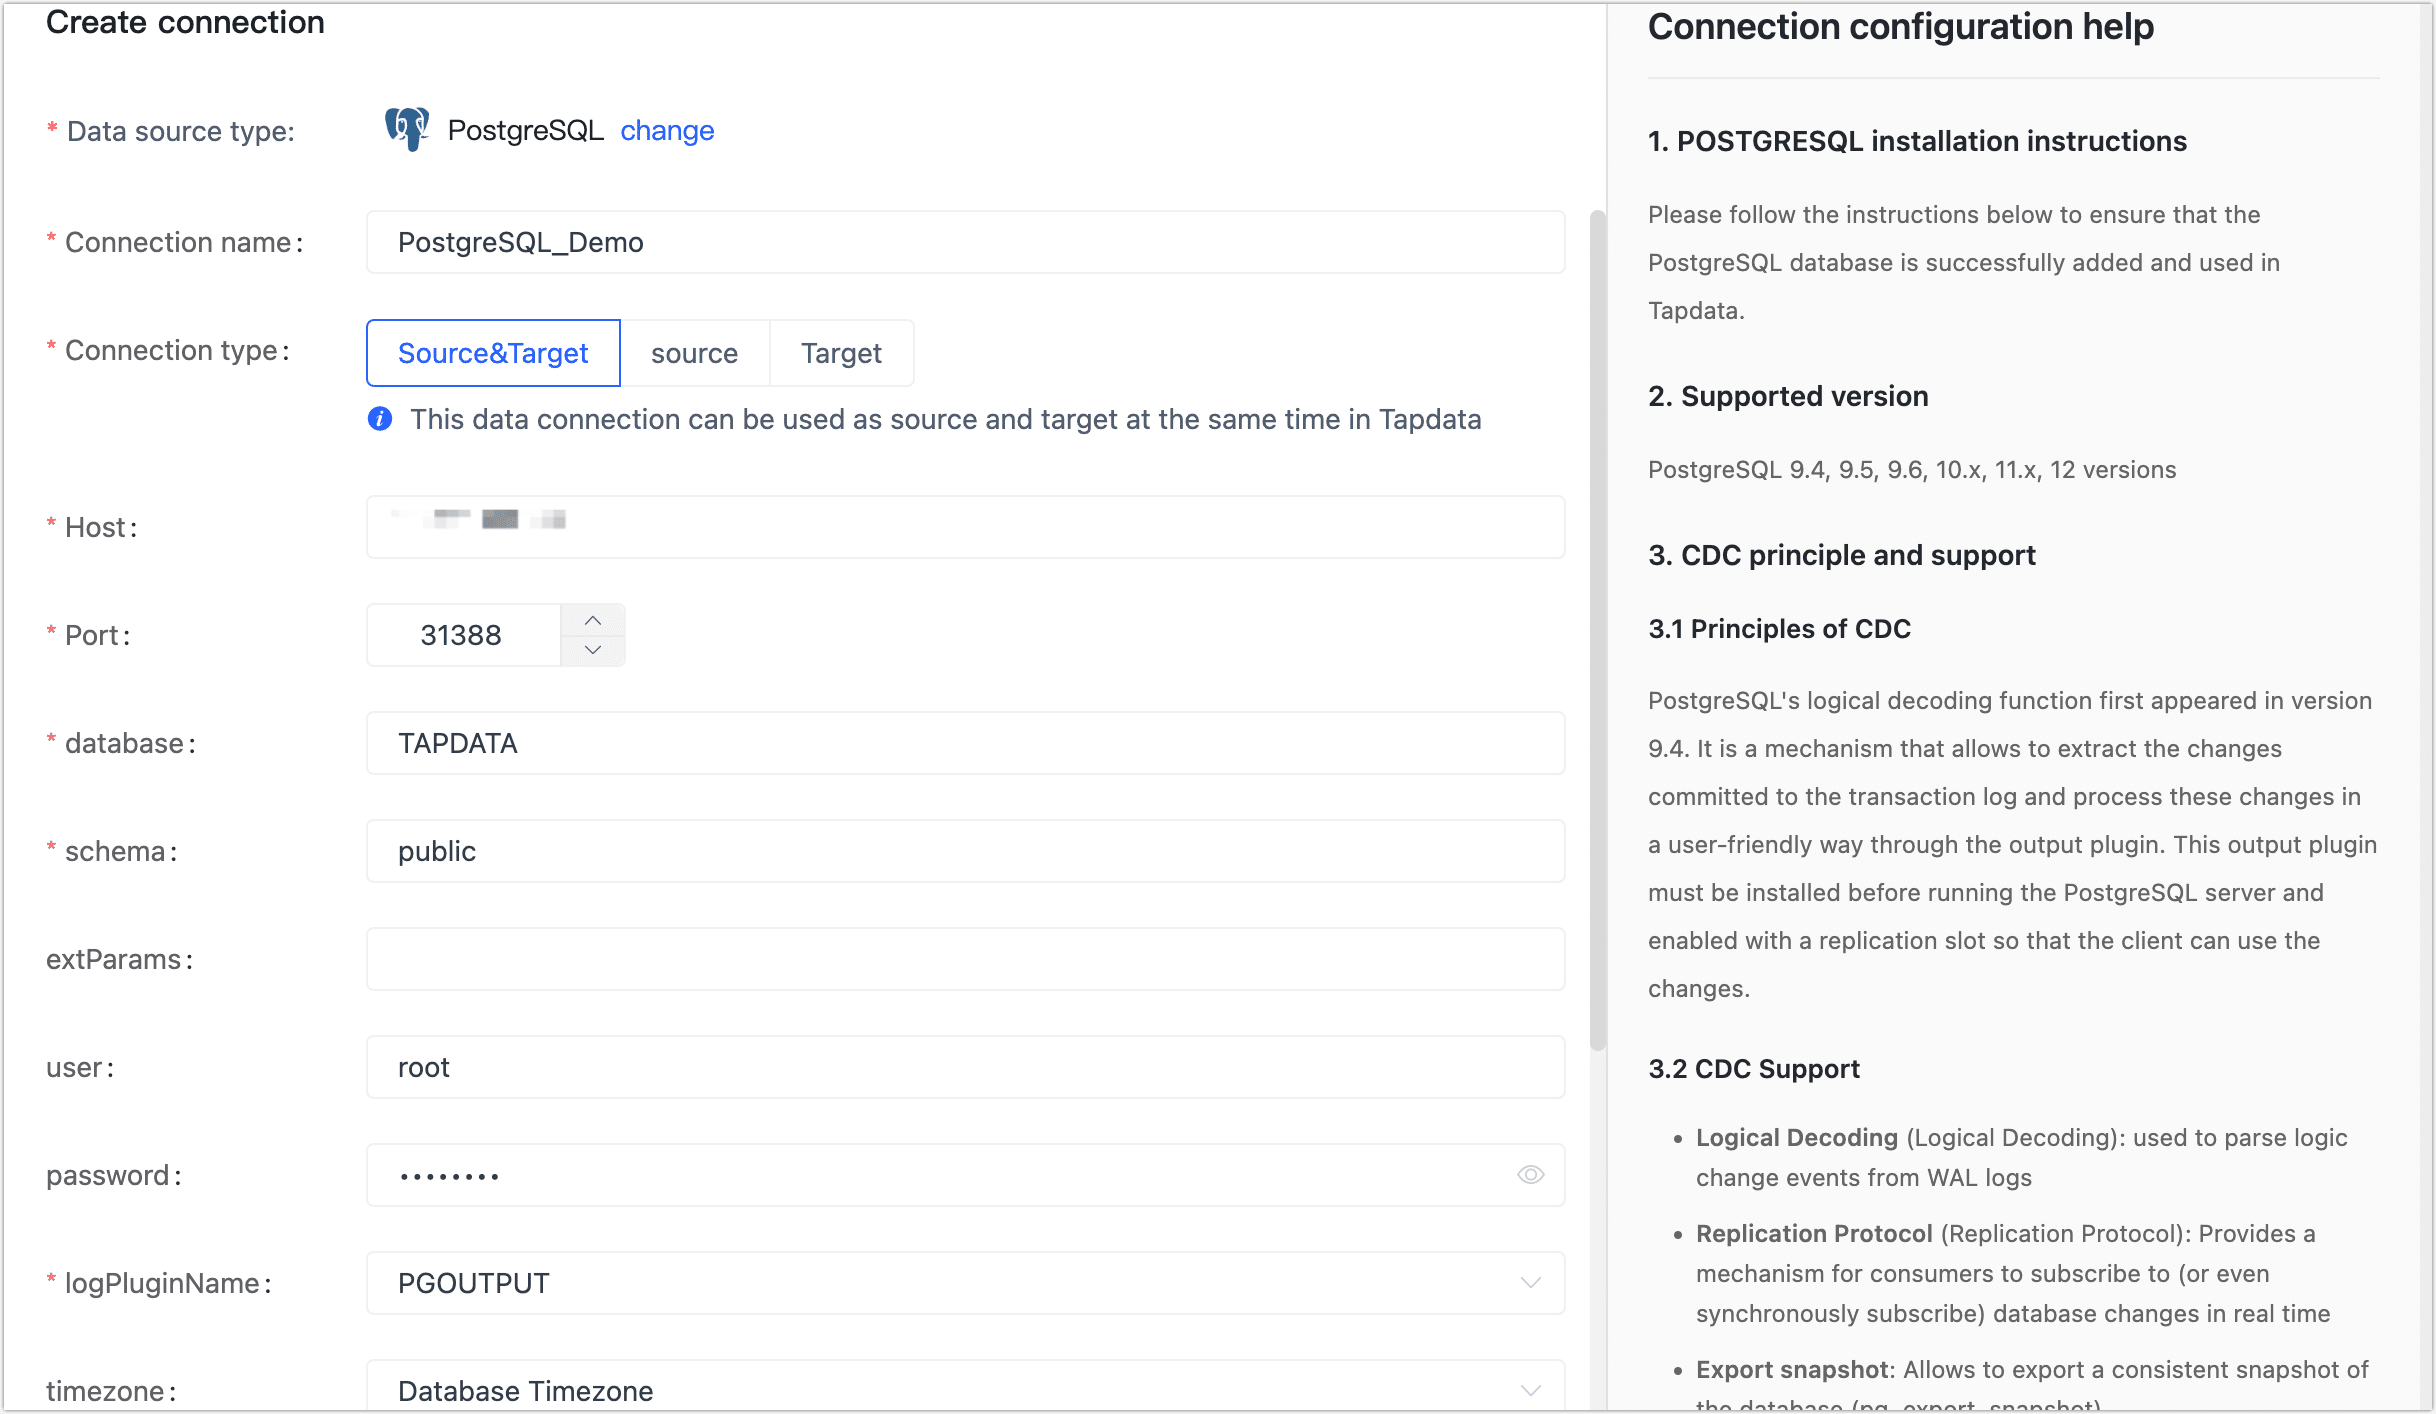 Create connection
* Data source type: PostgreSQL change
* Connection name: PostgreSQL_Demo
* Connection type: Source&Target source Target
This data connection can be used as source and target at the same time in Tapdata
* Host:
* Port: 31388
* database: TAPDATA
* schema: public
extParams:
user: root
password: ••••••••
* logPluginName: PGOUTPUT
timezone: Database Timezone
Connection configuration help
1. POSTGRESQL installation instructions
Please follow the instructions below to ensure that the
PostgreSQL database is successfully added and used in
Tapdata.
2. Supported version
PostgreSQL 9.4, 9.5, 9.6, 10.x, 11.x, 12 versions
3. CDC principle and support
3.1 Principles of CDC
PostgreSQL's logical decoding function first appeared in version
9.4. It is a mechanism that allows to extract the changes
committed to the transaction log and process these changes in
a user-friendly way through the output plugin. This output plugin
must be installed before running the PostgreSQL server and
enabled with a replication slot so that the client can use the
changes.
3.2 CDC Support
• Logical Decoding (Logical Decoding): used to parse logic
change events from WAL logs
• Replication Protocol (Replication Protocol): Provides a
mechanism for consumers to subscribe to (or even
synchronously subscribe) database changes in real time
• Export snapshot: Allows to export a consistent snapshot of
the database (pg_export_snapshot)